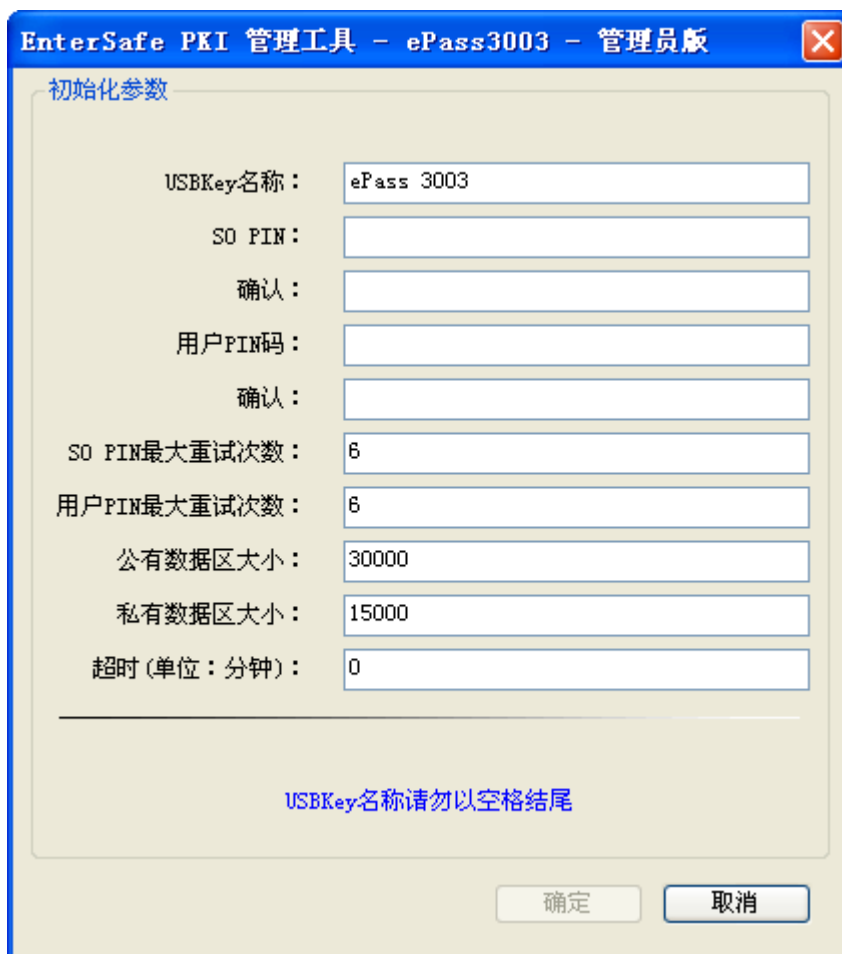 EnterSafe PKI 管理工具 - ePass3003 - 管理员版
初始化参数
USBKey名称： ePass 3003
SO PIN：
确认：
用户PIN码：
确认：
SO PIN最大重试次数： 6
用户PIN最大重试次数： 6
公有数据区大小： 30000
私有数据区大小： 15000
超时(单位：分钟)： 0
USBKey名称请勿以空格结尾
确定 取消